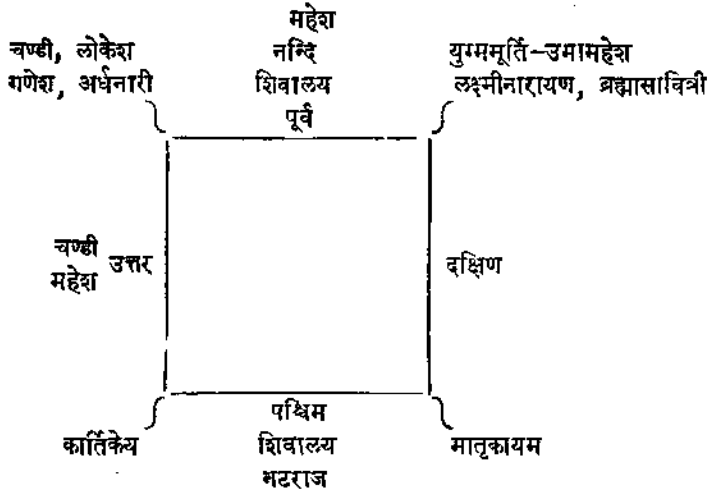 महेश
चण्डी, लोकेश
नन्दि
युग्ममूर्ति-उमामहेश
गणेश, अर्धनारी
शिवालय
लक्ष्मीनारायण, ब्रह्मासावित्री
पूर्व
चण्डी
महेश
उत्तर
दक्षिण
पश्चिम
कार्तिकेय
शिवालय
मातृकायम
भटराज